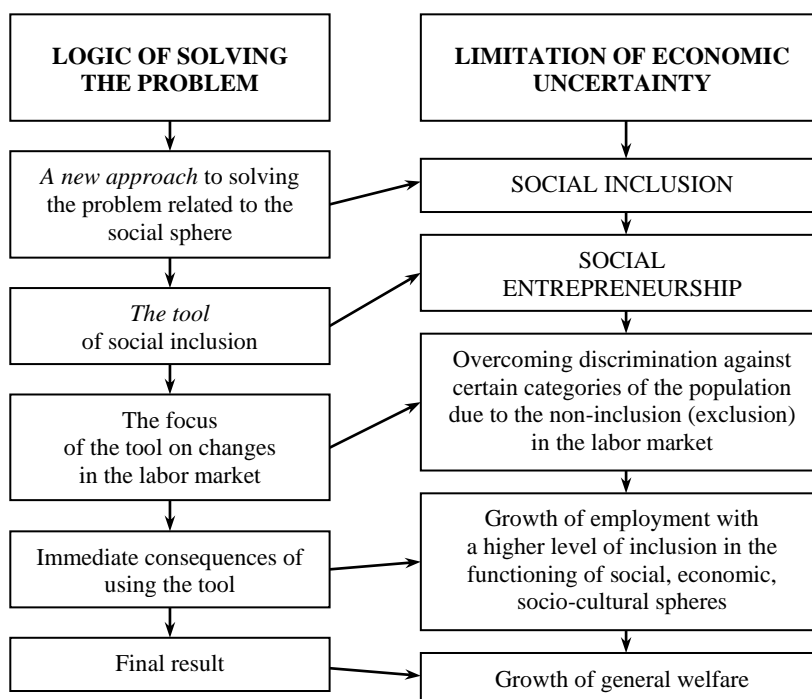 LOGIC OF SOLVING
THE PROBLEM
A new approach to solving
the problem related to the
social sphere
The tool
of social inclusion
The focus
of the tool on changes
in the labor market
Immediate consequences of
using the tool
Final result
LIMITATION OF ECONOMIC
UNCERTAINTY
SOCIAL INCLUSION
SOCIAL
ENTREPRENEURSHIP
Overcoming discrimination against
certain categories of the population
due to the non-inclusion (exclusion)
in the labor market
Growth of employment with
a higher level of inclusion in the
functioning of social, economic,
socio-cultural spheres
Growth of general welfare